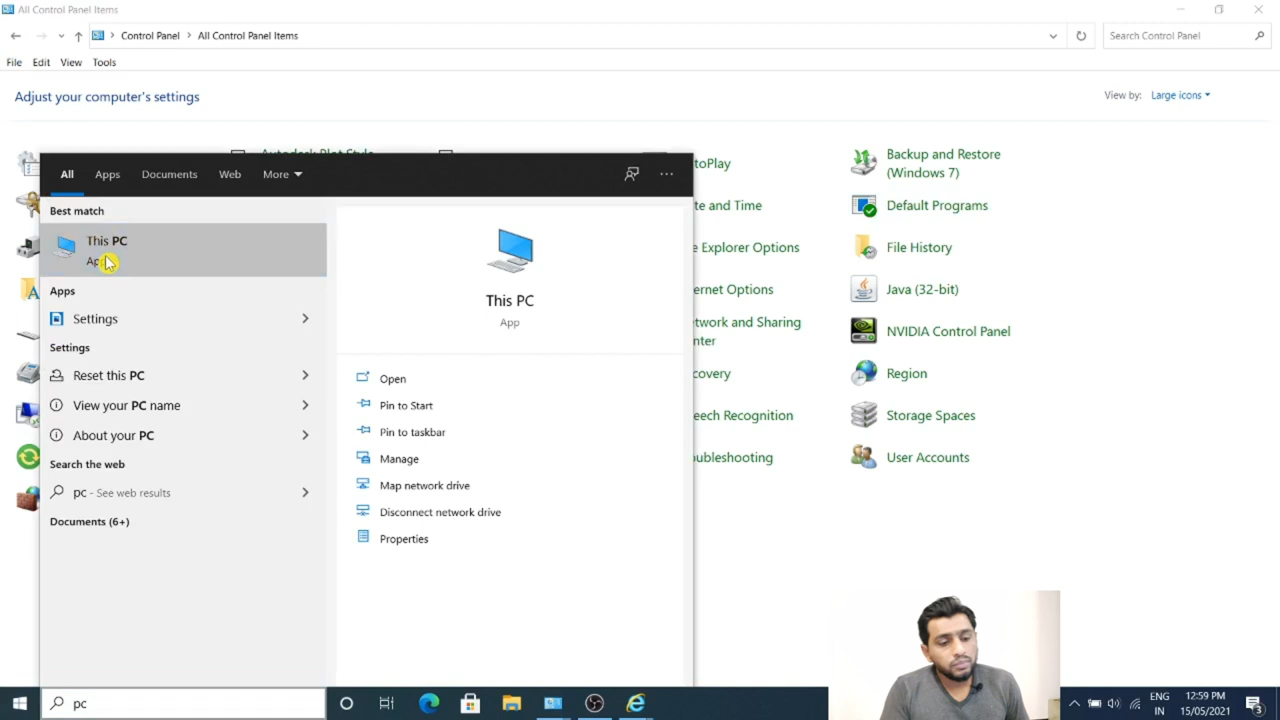 All Control Panel Items
Control Panel > All Control Panel Items
Search Control Panel
File Edit View Tools
Adjust your computer's settings
View by: Large icons
Autodesk Plot Style
toPlay
te and Time
e Explorer Options
ernet Options
twork and Sharing
nter
covery
eech Recognition
ubleshooting
Backup and Restore
(Windows 7)
Default Programs
File History
Java (32-bit)
NVIDIA Control Panel
Region
Storage Spaces
User Accounts
All Apps Documents Web More
Best match
This PC
App
Apps
Settings
Settings
Reset this PC
View your PC name
About your PC
Search the web
pc - See web results
Documents (6+)
This PC
App
Open
Pin to Start
Pin to taskbar
Manage
Map network drive
Disconnect network drive
Properties
pc
ENG
IN
12:59 PM
15/05/2021
3